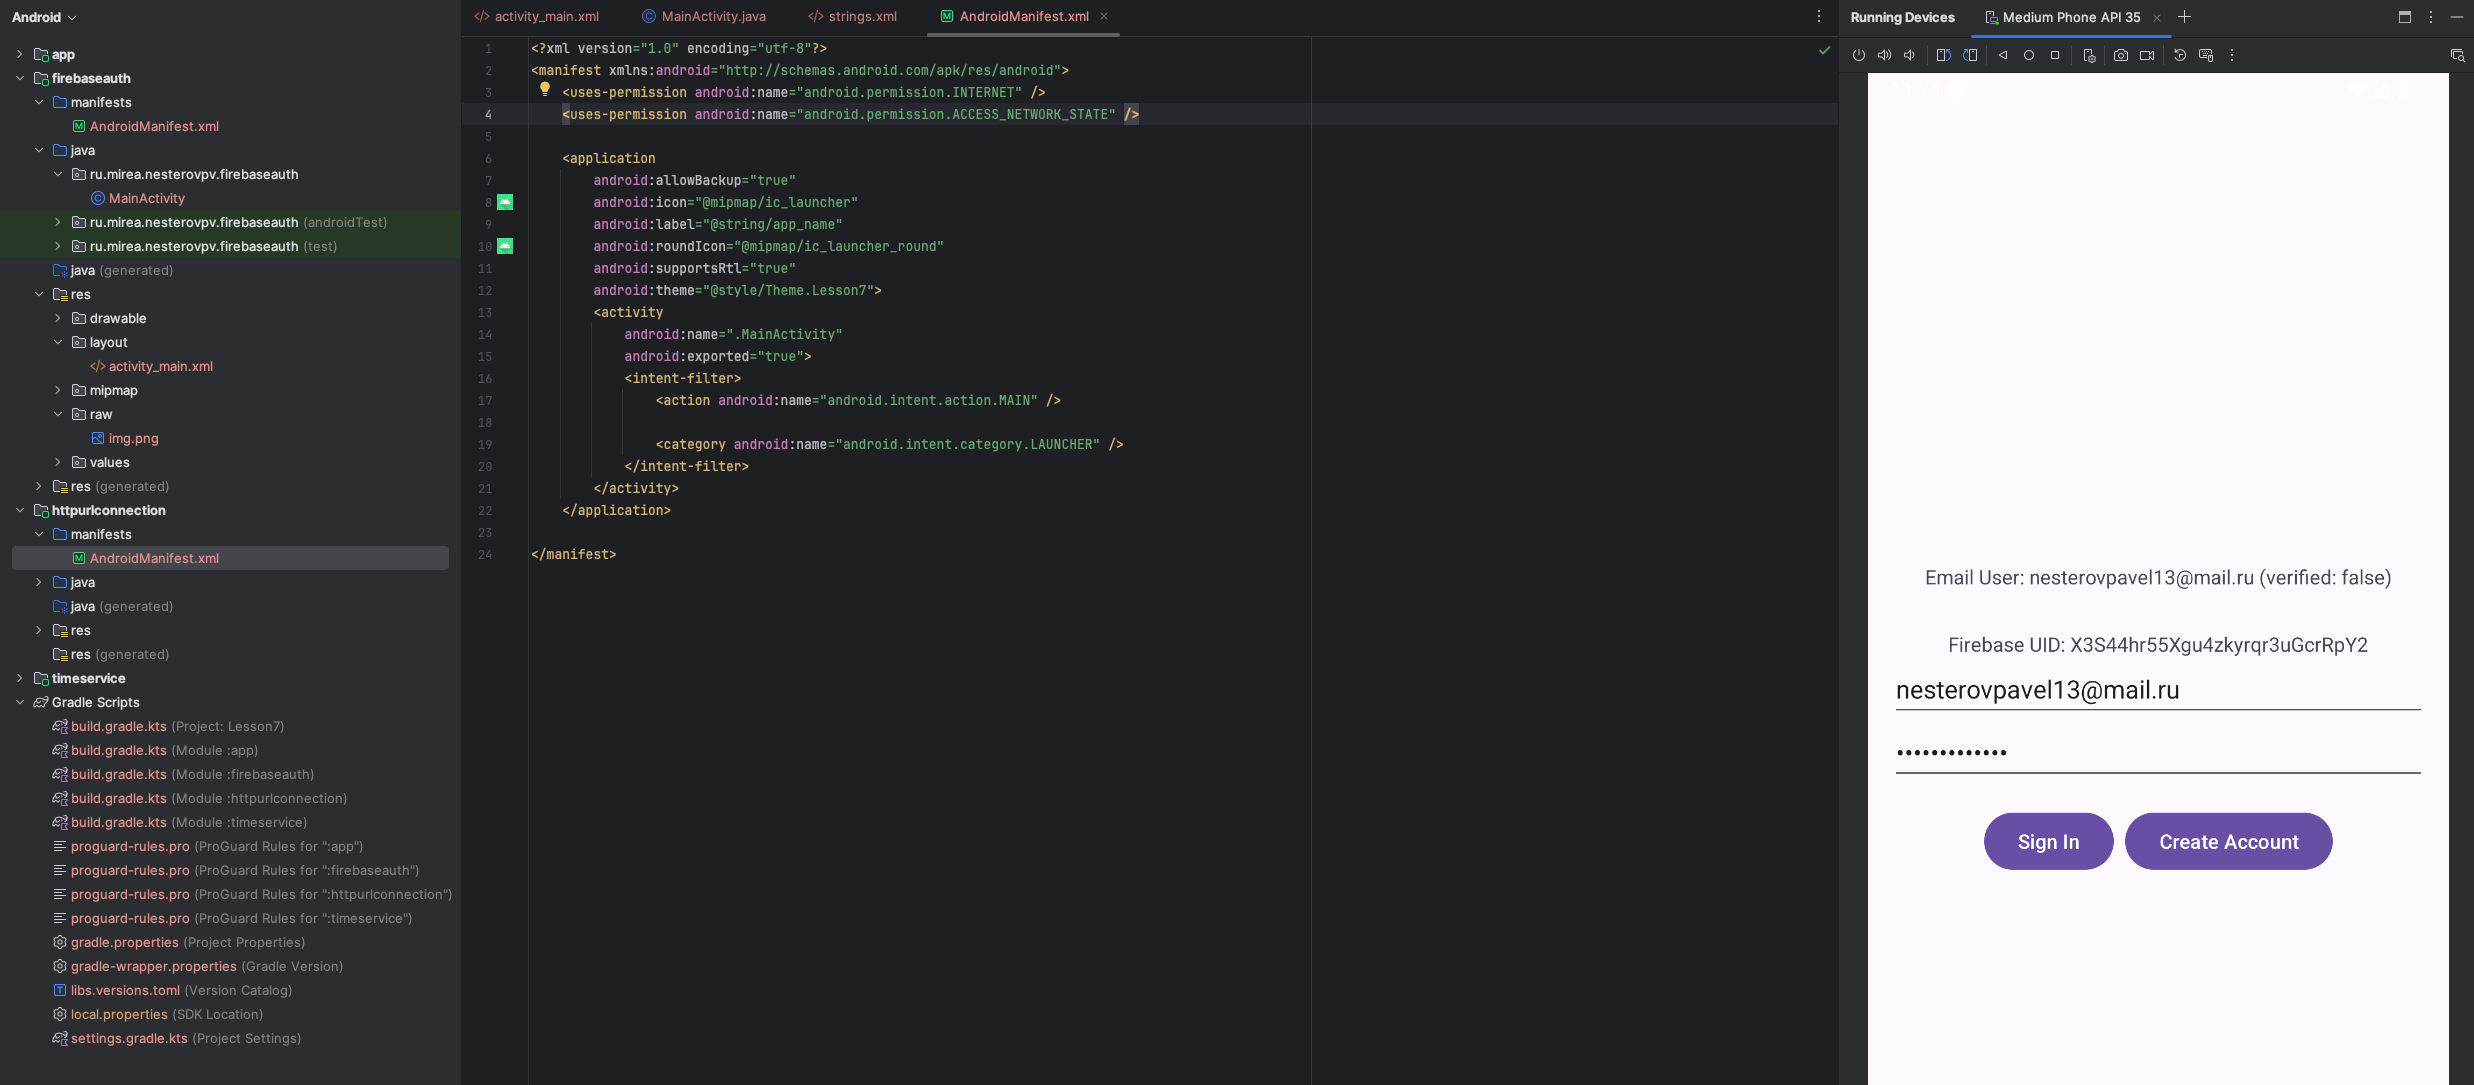 Android
app
firebaseauth
manifests
AndroidManifest.xml
java
ru.mirea.nesterovpv.firebaseauth
MainActivity
ru.mirea.nesterovpv.firebaseauth (androidTest)
ru.mirea.nesterovpv.firebaseauth (test)
java (generated)
res
drawable
layout
activity_main.xml
mipmap
raw
img.png
values
res (generated)
httpurlconnection
manifests
AndroidManifest.xml
java
java (generated)
res
res (generated)
timeservice
Gradle Scripts
build.gradle.kts (Project: Lesson7)
build.gradle.kts (Module :app)
build.gradle.kts (Module :firebaseauth)
build.gradle.kts (Module :httpurlconnection)
build.gradle.kts (Module :timeservice)
proguard-rules.pro (ProGuard Rules for ":app")
proguard-rules.pro (ProGuard Rules for ":firebaseauth")
proguard-rules.pro (ProGuard Rules for ":httpurlconnection")
proguard-rules.pro (ProGuard Rules for ":timeservice")
gradle.properties (Project Properties)
gradle-wrapper.properties (Gradle Version)
libs.versions.toml (Version Catalog)
local.properties (SDK Location)
settings.gradle.kts (Project Settings)
activity_main.xml MainActivity.java strings.xml AndroidManifest.xml
1 <?xml version="1.0" encoding="utf-8"?>
2 <manifest xmlns:android="http://schemas.android.com/apk/res/android">
3 <uses-permission android:name="android.permission.INTERNET" />
4 <uses-permission android:name="android.permission.ACCESS_NETWORK_STATE" />
5
6 <application
7 android:allowBackup="true"
8 android:icon="@mipmap/ic_launcher"
9 android:label="@string/app_name"
10 android:roundIcon="@mipmap/ic_launcher_round"
11 android:supportsRtl="true"
12 android:theme="@style/Theme.Lesson7">
13 <activity
14 android:name=".MainActivity"
15 android:exported="true">
16 <intent-filter>
17 <action android:name="android.intent.action.MAIN" />
18
19 <category android:name="android.intent.category.LAUNCHER" />
20 </intent-filter>
21 </activity>
22 </application>
23
24 </manifest>
Running Devices Medium Phone API 35
Email User: nesterovpavel13@mail.ru (verified: false)
Firebase UID: X3S44hr55Xgu4zkyrqr3uGcrRpY2
nesterovpavel13@mail.ru
•••••••••••••
Sign In Create Account